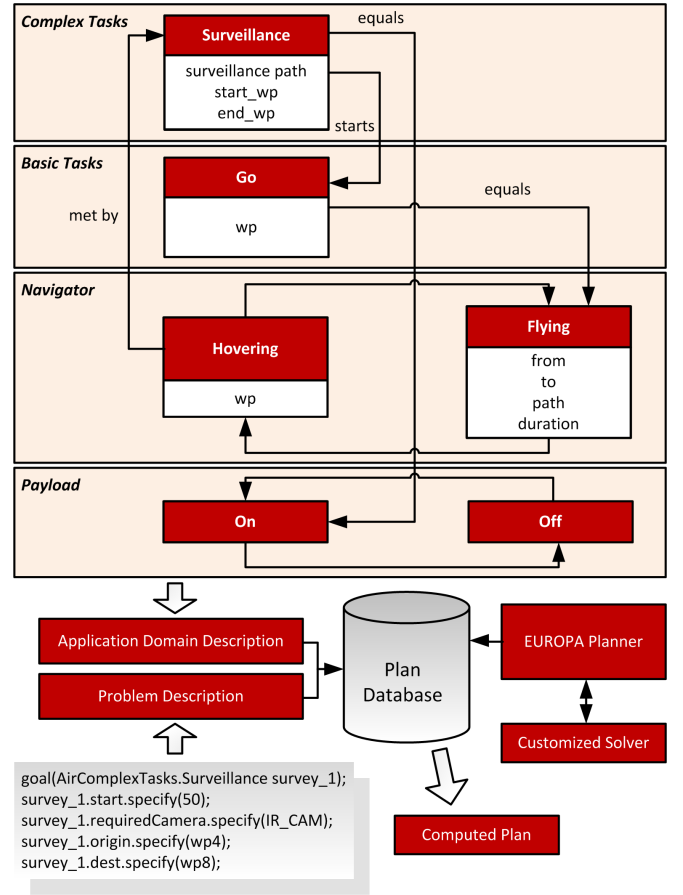 Complex Tasks
equals
Surveillance
surveillance path
start_wp
end_wp
starts
Basic Tasks
Go
equals
wp
met by
Navigator
Flying
Hovering
from
to
wp
path
duration
Payload
On
Off
Application Domain Description
EUROPA Planner
Plan
Database
Problem Description
Customized Solver
goal(AirComplexTasks.Surveillance survey_1);
survey_1.start.specify(50);
survey_1.requiredCamera.specify(IR_CAM);
survey_1.origin.specify(wp4);
survey_1.dest.specify(wp8);
Computed Plan